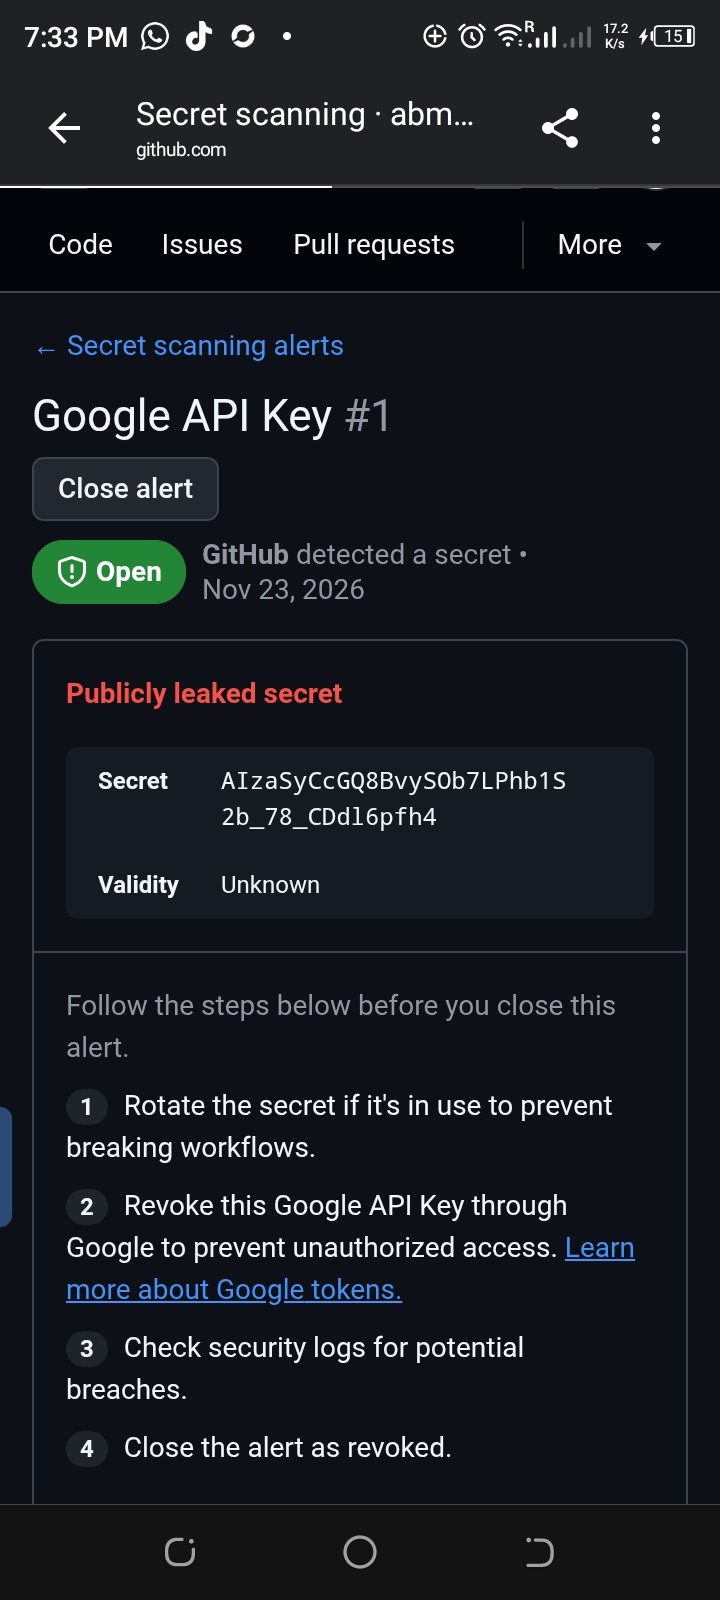 7:33 PM
R
17.2
K/s
15
Secret scanning · abm...
github.com
Code Issues Pull requests More
← Secret scanning alerts
Google API Key #1
Close alert
Open
GitHub detected a secret •
Nov 23, 2026
Publicly leaked secret
Secret AIzaSyCcGQ8BvySOb7LPhb1S
2b_78_CDdl6pfh4
Validity Unknown
Follow the steps below before you close this
alert.
1 Rotate the secret if it's in use to prevent
breaking workflows.
2 Revoke this Google API Key through
Google to prevent unauthorized access. Learn
more about Google tokens.
3 Check security logs for potential
breaches.
4 Close the alert as revoked.